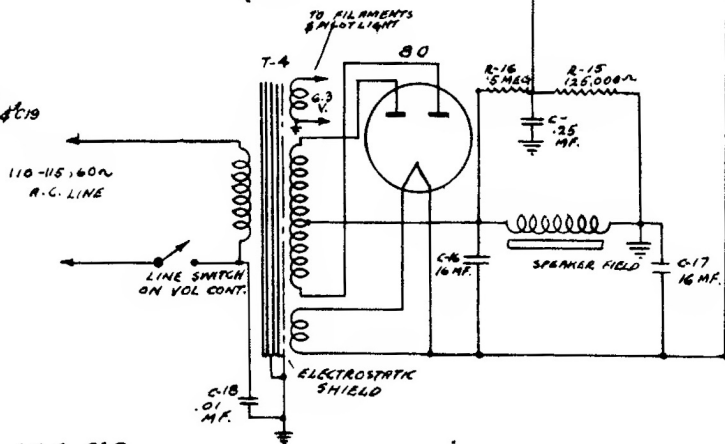 TO FILAMENTS
& PILOT LIGHT
T-4
80
R-16
.5 MEG
R-15
125,000Ω
6.3
V.
C-
.25
MF.
110-115, 60~
A.C. LINE
LINE SWITCH
ON VOL CONT.
C-16
16 MF.
SPEAKER FIELD
C-17
16 MF.
ELECTROSTATIC
SHIELD
C-18
.01
MF.